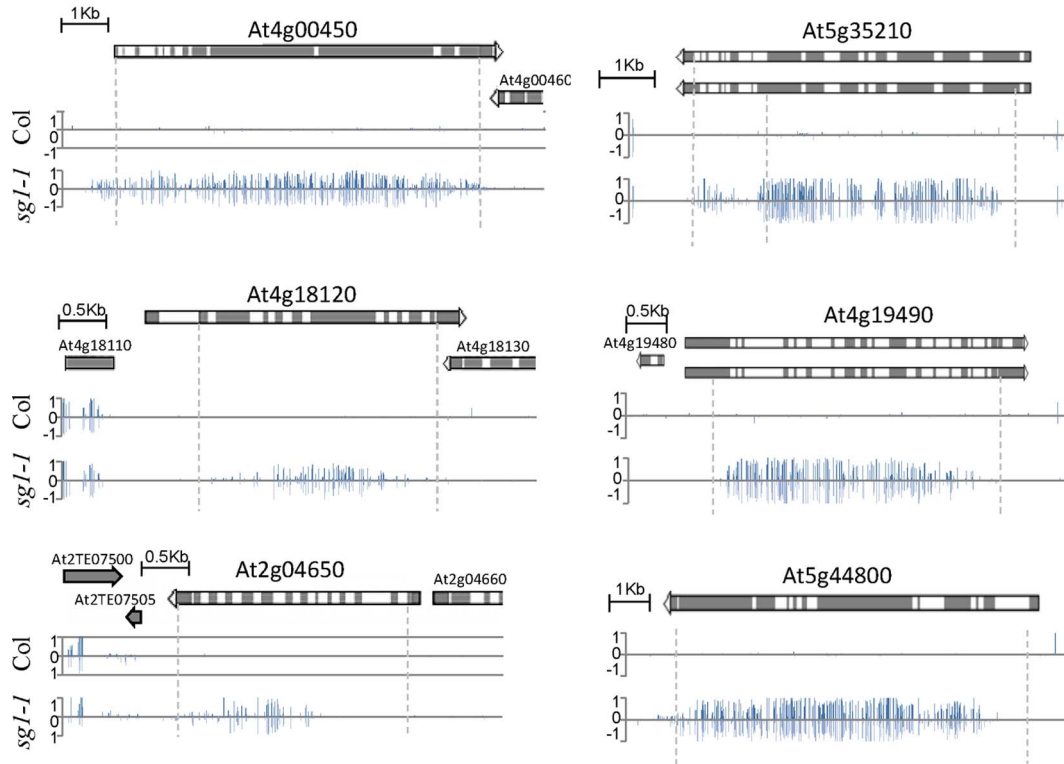 1Kb
At4g00450
At4g00460
Col
1
0
-1
sg1-1
1
0
-1
At5g35210
1Kb
1
0
-1
1
0
-1
At4g18120
0.5Kb
At4g18110
At4g18130
Col
1
0
-1
sg1-1
1
0
-1
At4g19490
0.5Kb
At4g19480
1
0
-1
1
0
-1
At2TE07500
0.5Kb
At2g04650
At2g04660
At2TE07505
Col
1
0
-1
sg1-1
1
0
-1
At5g44800
1Kb
1
0
-1
1
0
-1